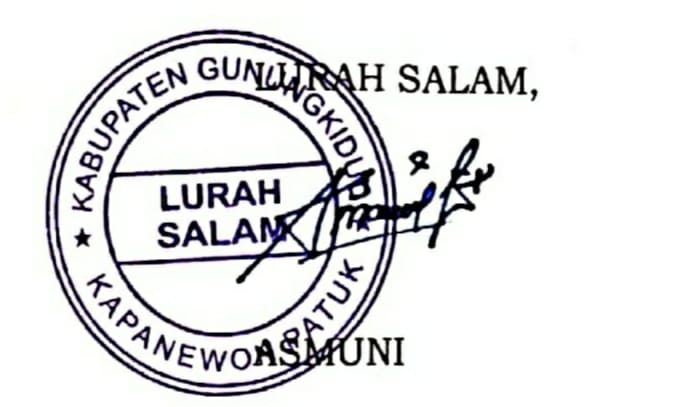 LURAH SALAM,
KABUPATEN GUNUNGKIDUL
LURAH
SALAM
KAPANEWON PATUK
ASMUNI